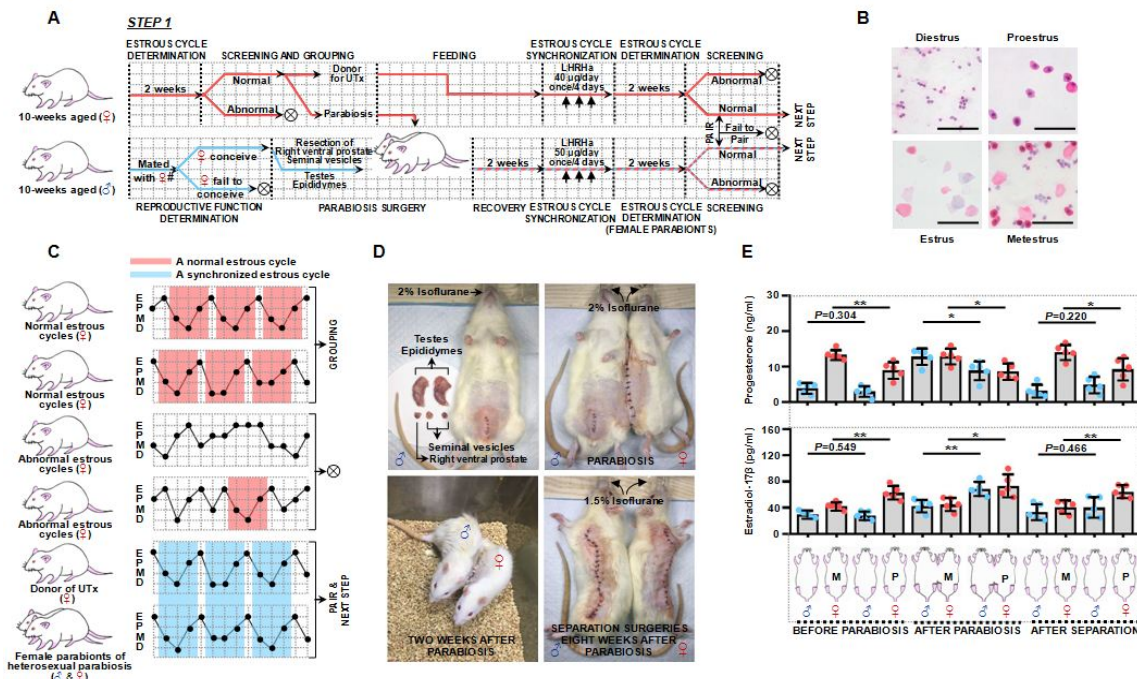 A
STEP 1
ESTROUS CYCLE
DETERMINATION
SCREENING AND GROUPING
FEEDING
ESTROUS CYCLE
SYNCHRONIZATION
ESTROUS CYCLE
DETERMINATION
SCREENING
10-weeks aged (♀)
2 weeks
Normal
Abnormal
Donor
for UTx
Parabiosis
LHRHa
40 μg/day
once/4 days
2 weeks
Abnormal
Normal
NEXT
STEP
PAIR
Fail to
Pair
10-weeks aged (♂)
Mated
with ♀#
♀ conceive
♀ fail to
conceive
Resection of
Right ventral prostate
Seminal vesicles
Testes
Epididymes
2 weeks
LHRHa
50 μg/day
once/4 days
2 weeks
Normal
Abnormal
NEXT
STEP
REPRODUCTIVE FUNCTION
DETERMINATION
PARABIOSIS SURGERY
RECOVERY
ESTROUS CYCLE
SYNCHRONIZATION
ESTROUS CYCLE
DETERMINATION
(FEMALE PARABIONTS)
SCREENING
B
Diestrus
Proestrus
Estrus
Metestrus
C
A normal estrous cycle
A synchronized estrous cycle
Normal estrous
cycles (♀)
E
P
M
D
Normal estrous
cycles (♀)
E
P
M
D
GROUPING
Abnormal estrous
cycles (♀)
E
P
M
D
Abnormal estrous
cycles (♀)
E
P
M
D
Donor of UTx
(♀)
E
P
M
D
Female parabionts of
heterosexual parabiosis
(♂ & ♀)
E
P
M
D
PAIR &
NEXT STEP
D
2% Isoflurane
Testes
Epididymes
Seminal vesicles
Right ventral prostate
♂
2% Isoflurane
♂
PARABIOSIS
♀
♂
♀
TWO WEEKS AFTER
PARABIOSIS
1.5% Isoflurane
SEPARATION SURGERIES
♂ EIGHT WEEKS AFTER ♀
PARABIOSIS
E
Progesterone (ng/ml)
30
20
10
0
P=0.304
**
*
*
P=0.220
*
Estradiol-17β (pg/ml)
160
120
80
40
0
P=0.549
**
**
*
P=0.466
**
M P M P M P
♂ ♀ ♂ ♀ ♂ ♀ ♂ ♀ ♂ ♀ ♂ ♀
BEFORE PARABIOSIS
AFTER PARABIOSIS
AFTER SEPARATION